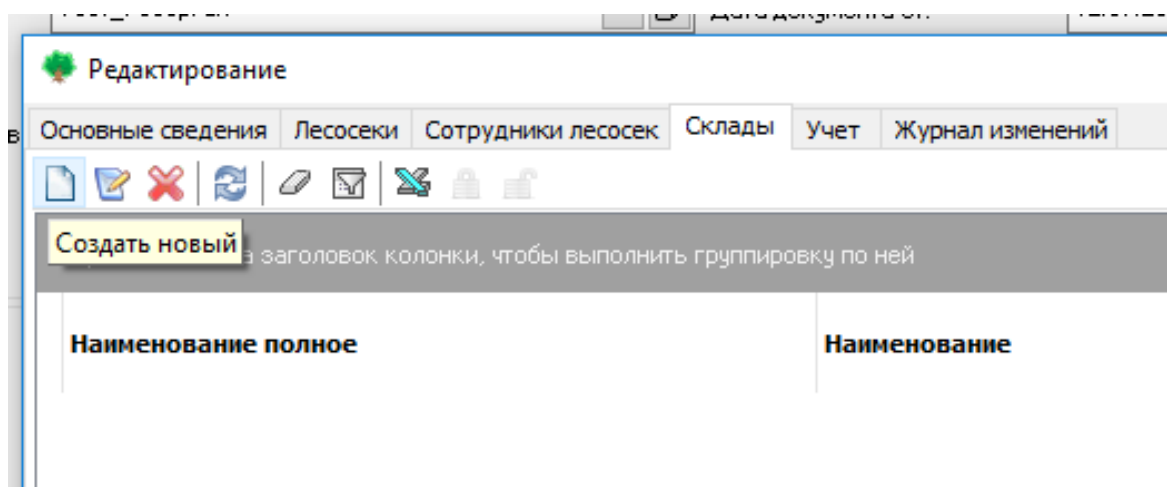 Редактирование
Основные сведения Лесосеки Сотрудники лесосек Склады Учет Журнал изменений
Создать новый
заголовок колонки, чтобы выполнить группировку по ней
Наименование полное Наименование